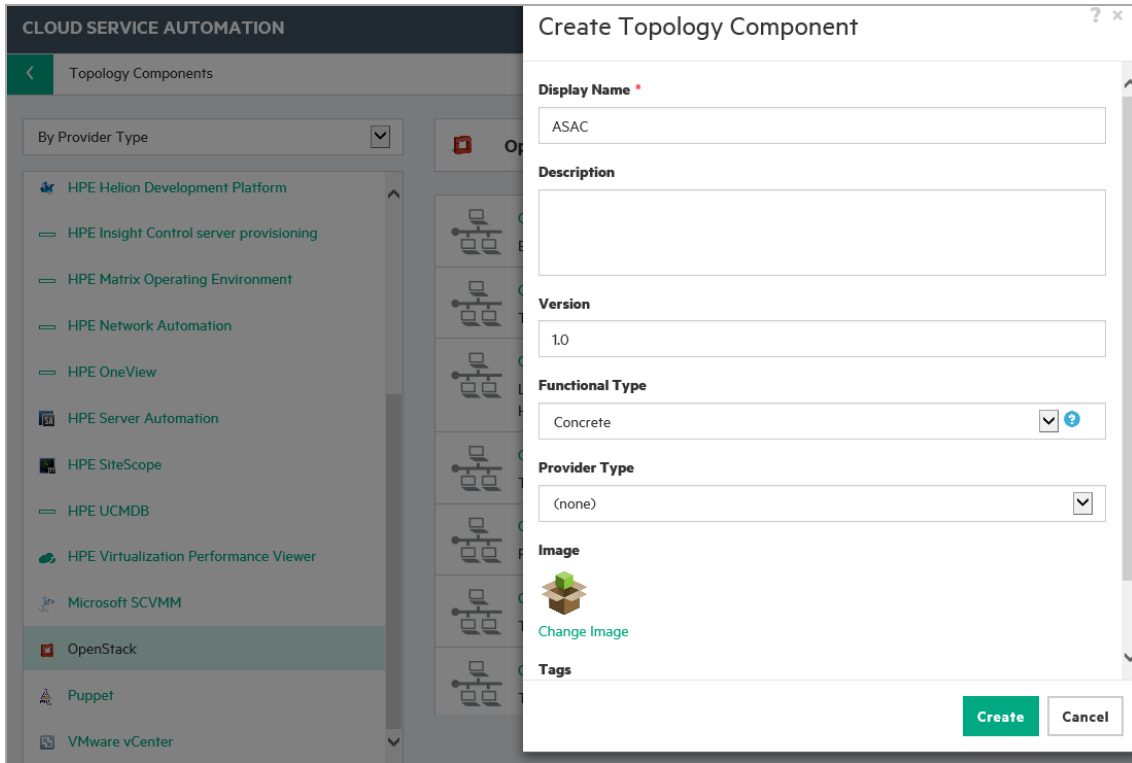 CLOUD SERVICE AUTOMATION
Topology Components
By Provider Type
HPE Helion Development Platform
HPE Insight Control server provisioning
HPE Matrix Operating Environment
HPE Network Automation
HPE OneView
HPE Server Automation
HPE SiteScope
HPE UCMDB
HPE Virtualization Performance Viewer
Microsoft SCVMM
OpenStack
Puppet
VMware vCenter
Create Topology Component
? ×
Display Name *
ASAC
Description
Version
1.0
Functional Type
Concrete
?
Provider Type
(none)
Image
Change Image
Tags
Create
Cancel